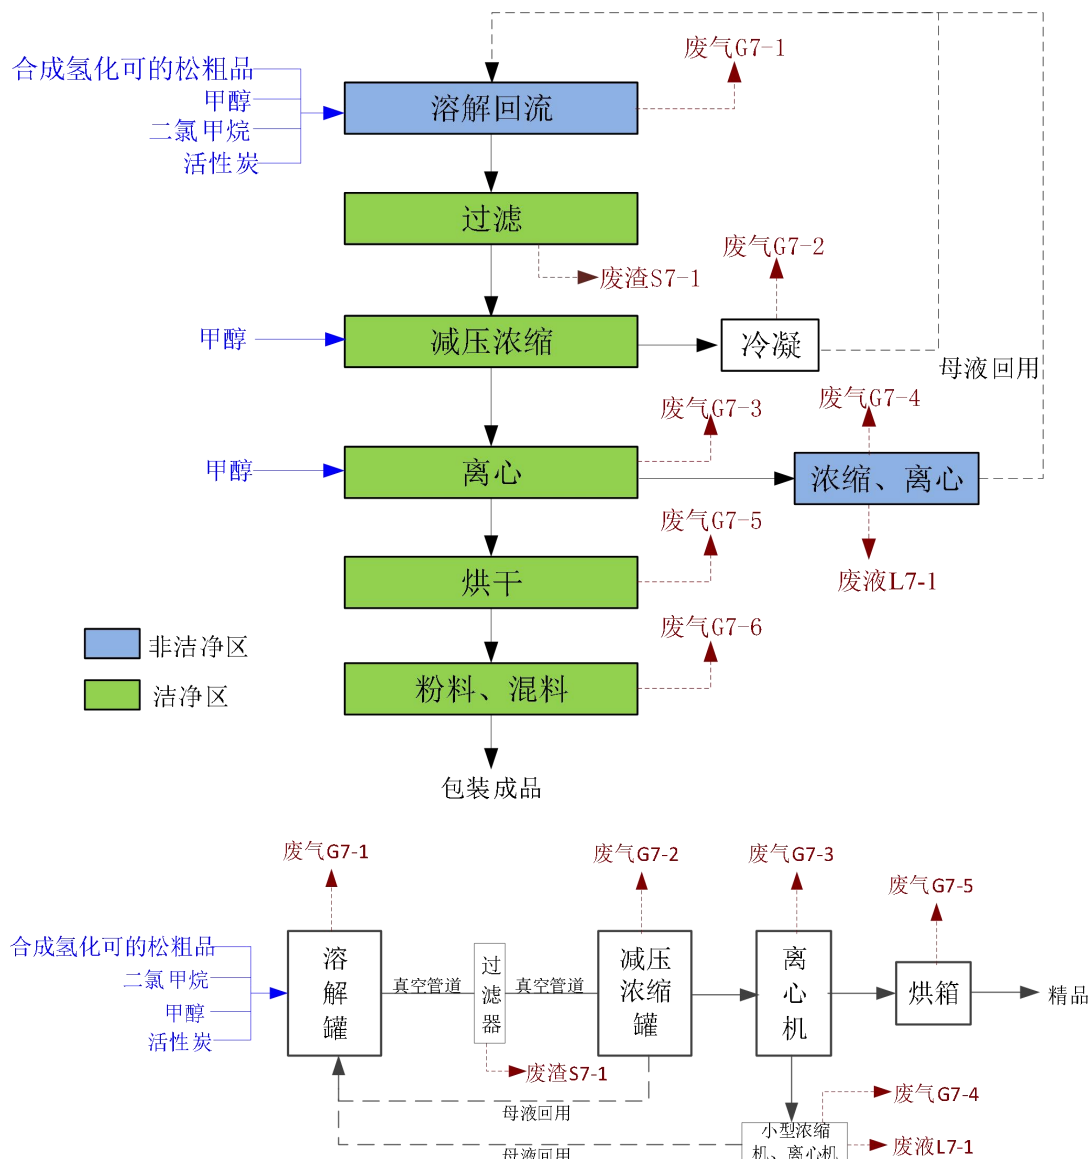 废气G7-1
合成氢化可的松粗品
甲醇
二氯甲烷
活性炭
溶解回流
过滤
废渣S7-1
废气G7-2
甲醇
减压浓缩
冷凝
母液回用
废气G7-3
废气G7-4
甲醇
离心
浓缩、离心
废气G7-5
烘干
废液L7-1
废气G7-6
非洁净区
洁净区
粉料、混料
包装成品
废气G7-1
废气G7-2
废气G7-3
废气G7-5
合成氢化可的松粗品
二氯甲烷
甲醇
活性炭
溶
解
罐
真空管道
过
滤
器
真空管道
减压
浓缩
罐
离
心
机
烘箱
精品
废渣S7-1
母液回用
废气G7-4
小型浓缩
机、离心机
废液L7-1
母液回用